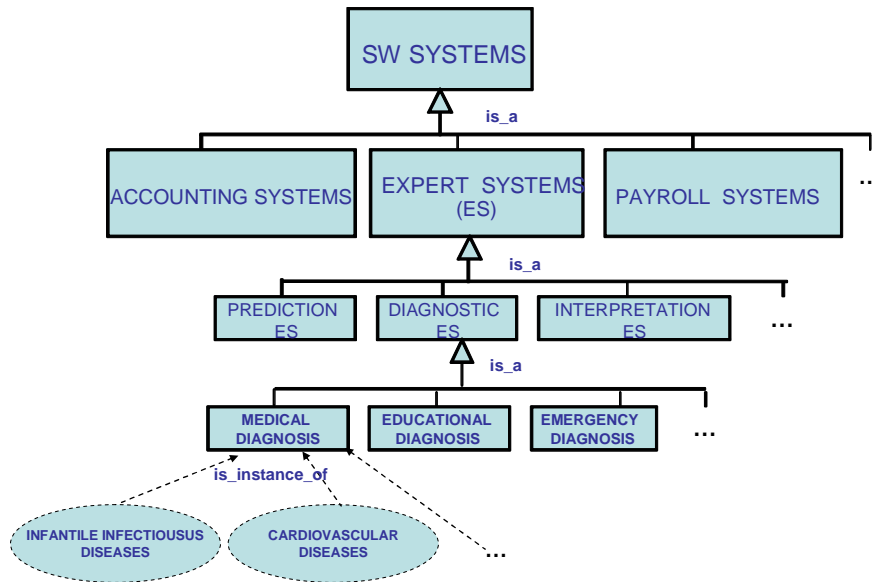 SW SYSTEMS
is_a
ACCOUNTING SYSTEMS
EXPERT SYSTEMS
(ES)
PAYROLL SYSTEMS
...
is_a
PREDICTION
ES
DIAGNOSTIC
ES
INTERPRETATION
ES
...
is_a
MEDICAL
DIAGNOSIS
EDUCATIONAL
DIAGNOSIS
EMERGENCY
DIAGNOSIS
...
is_instance_of
INFANTILE INFECTIOUSUS
DISEASES
CARDIOVASCULAR
DISEASES
...